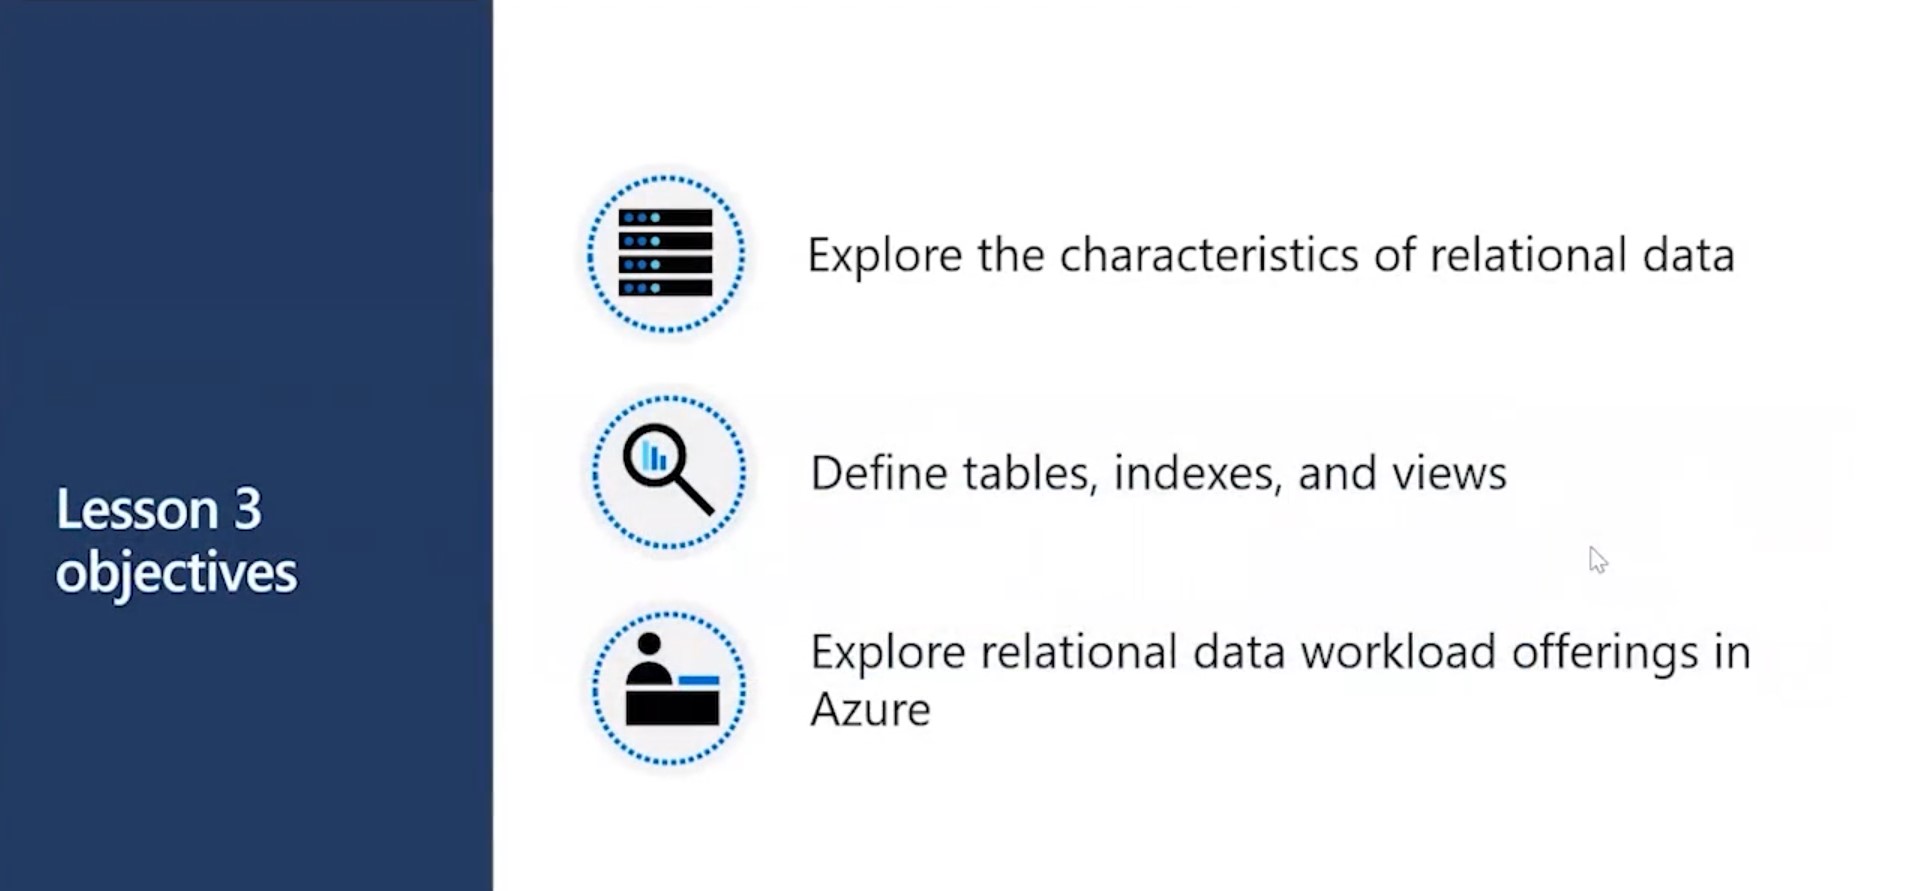 Lesson 3
objectives
Explore the characteristics of relational data
Define tables, indexes, and views
Explore relational data workload offerings in
Azure